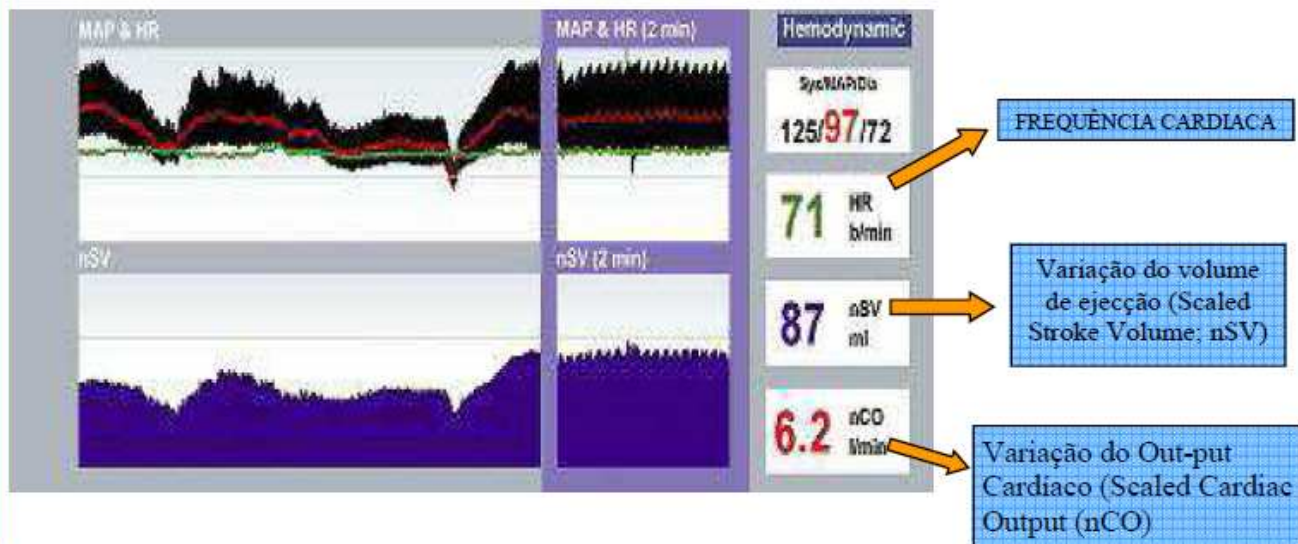 MAP & HR
MAP & HR (2 min)
Hemodynamic
Sys/MAP/Dia
125/97/72
71 HR
b/min
nSV
nSV (2 min)
87 nSV
ml
6.2 nCO
l/min
FREQUÊNCIA CARDIACA
Variação do volume
de ejecção (Scaled
Stroke Volume; nSV)
Variação do Out-put
Cardíaco (Scaled Cardiac
Output (nCO)